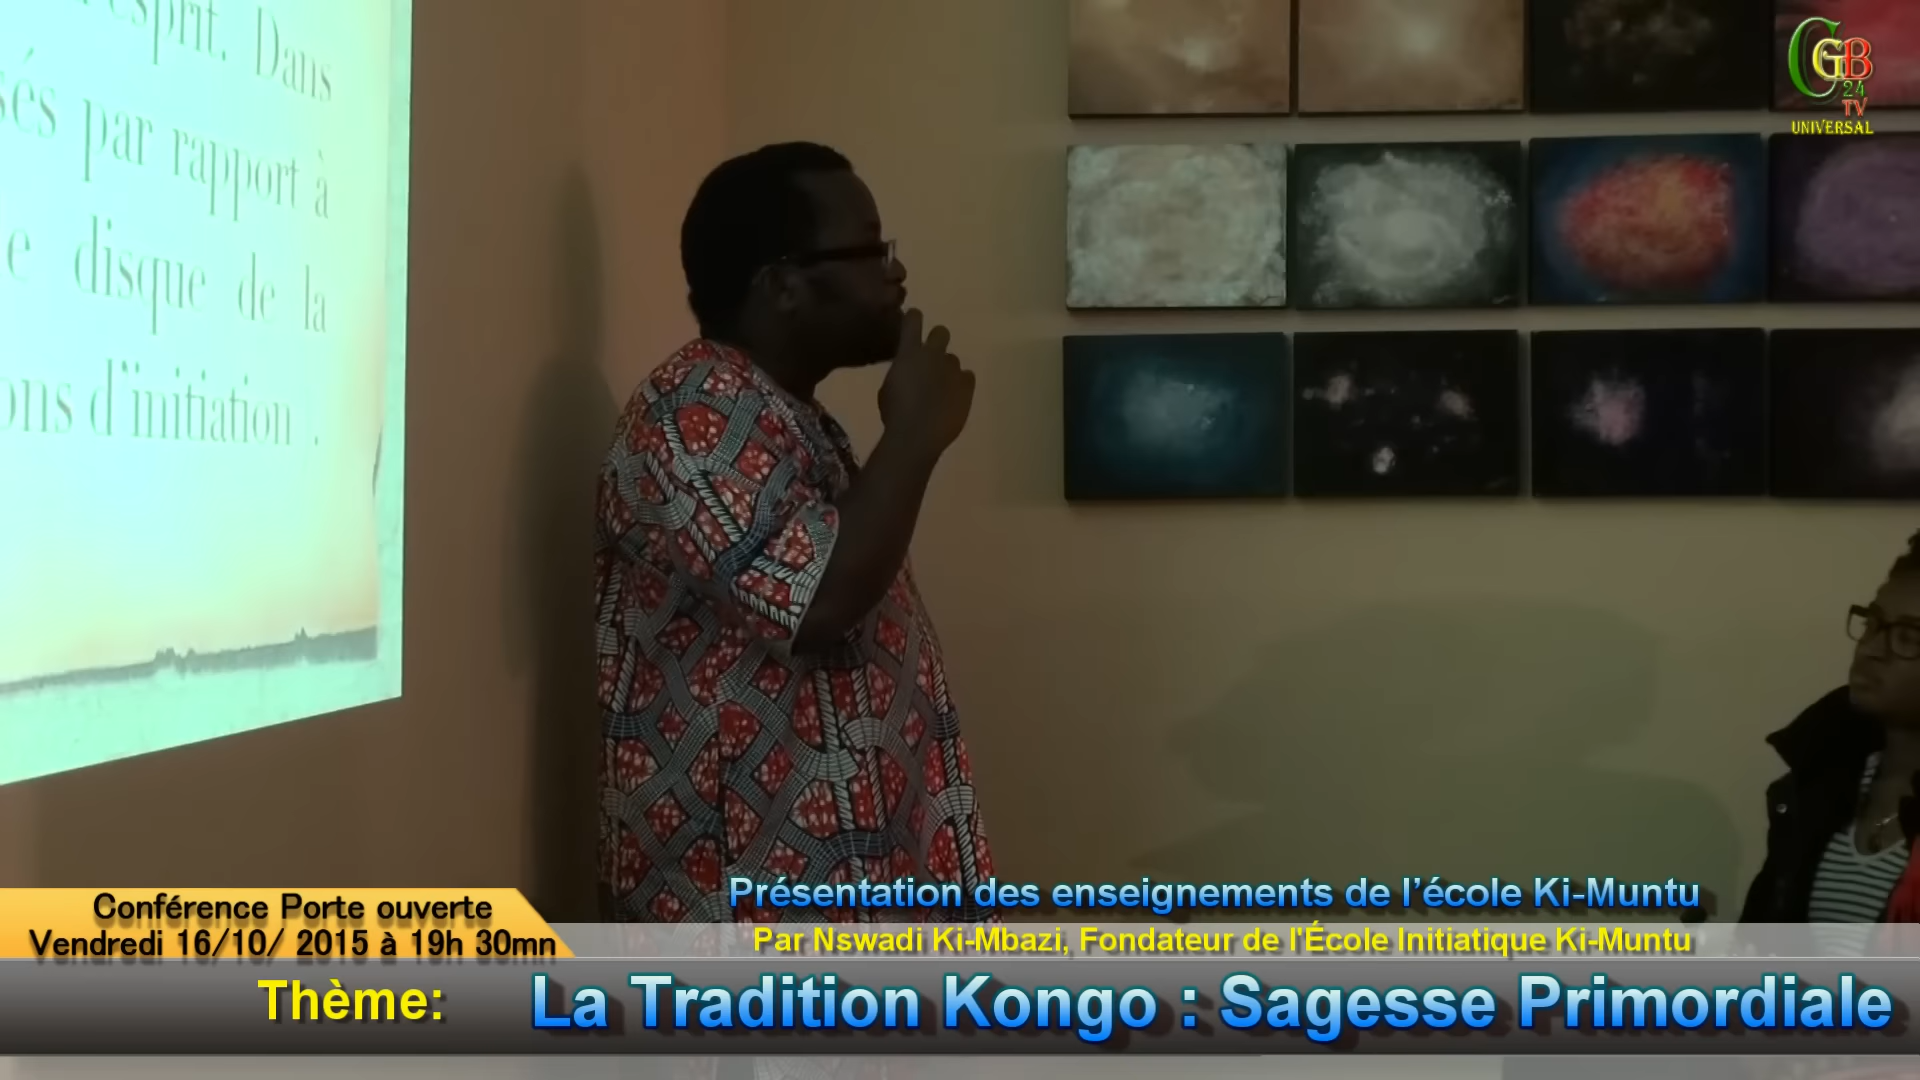 esprit. Dans
sés par rapport à
e disque de la
ons d'initiation .
CGB
24
TV
UNIVERSAL
Conférence Porte ouverte
Vendredi 16/10/ 2015 à 19h 30mn
Présentation des enseignements de l'école Ki-Muntu
Par Nswadi Ki-Mbazi, Fondateur de l'École Initiatique Ki-Muntu
Thème: La Tradition Kongo : Sagesse Primordiale